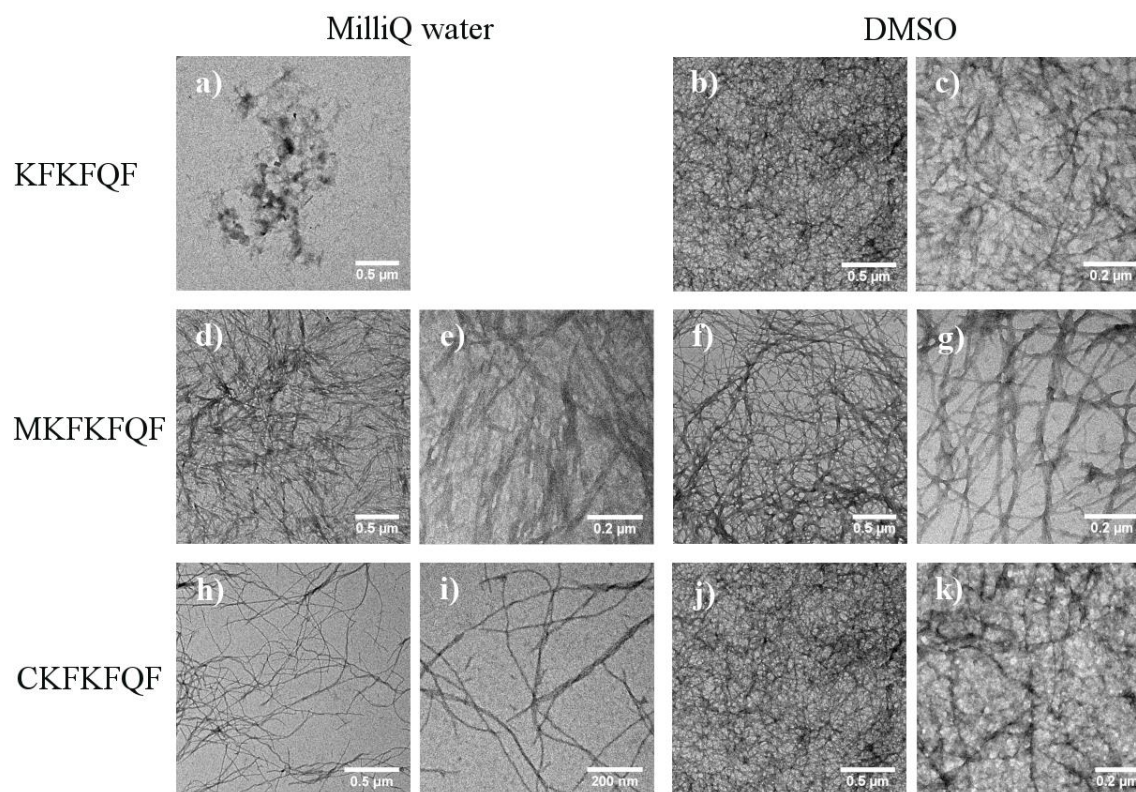 MilliQ water DMSO
KFKFQF
a) b) c)
0.5 µm 0.5 µm 0.2 µm
MKFKFQF
d) e) f) g)
0.5 µm 0.2 µm 0.5 µm 0.2 µm
CKFKFQF
h) i) j) k)
0.5 µm 200 nm 0.5 µm 0.2 µm